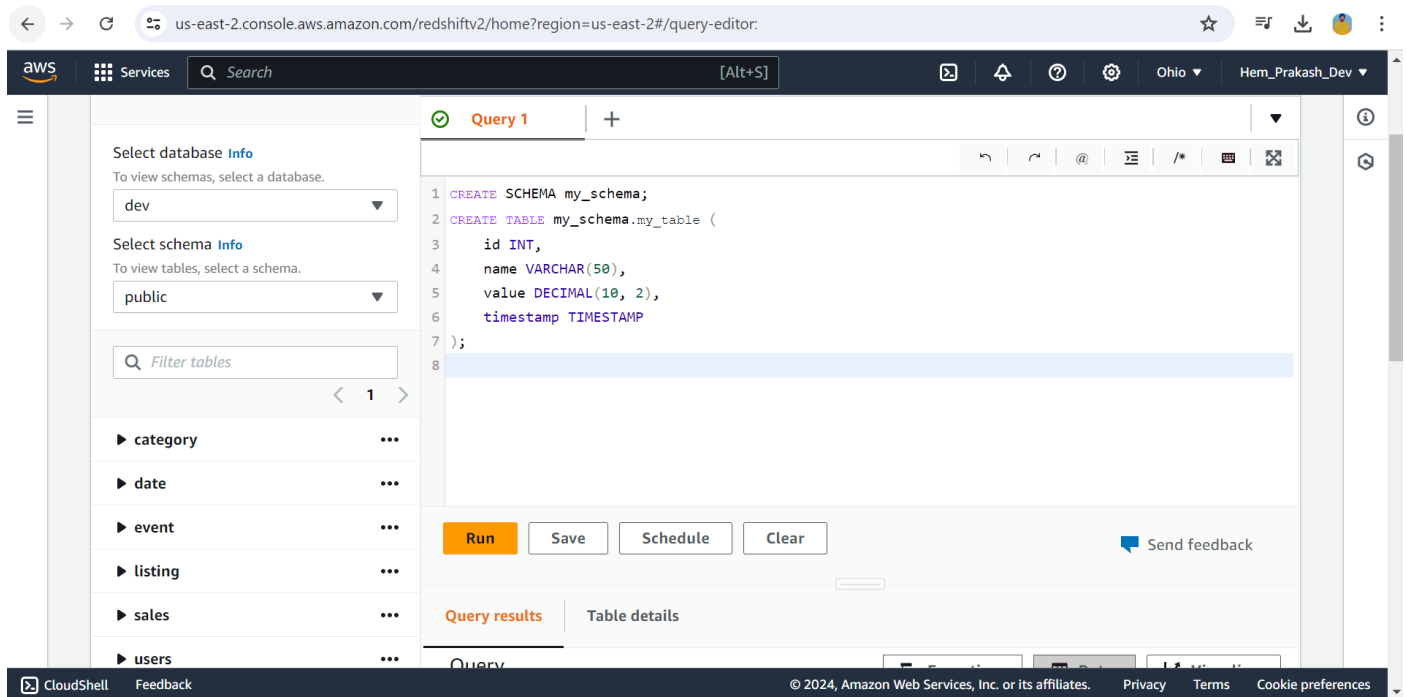 us-east-2.console.aws.amazon.com/redshiftv2/home?region=us-east-2#/query-editor:
aws
Services
Search
[Alt+S]
Ohio ▼
Hem_Prakash_Dev ▼
Select database Info
To view schemas, select a database.
dev
Select schema Info
To view tables, select a schema.
public
Filter tables
1
category
date
event
listing
sales
users
Query 1
@
/*
1 CREATE SCHEMA my_schema;
2 CREATE TABLE my_schema.my_table (
3 id INT,
4 name VARCHAR(50),
5 value DECIMAL(10, 2),
6 timestamp TIMESTAMP
7 );
8
Run
Save
Schedule
Clear
Send feedback
Query results
Table details
Query
CloudShell
Feedback
© 2024, Amazon Web Services, Inc. or its affiliates.
Privacy
Terms
Cookie preferences